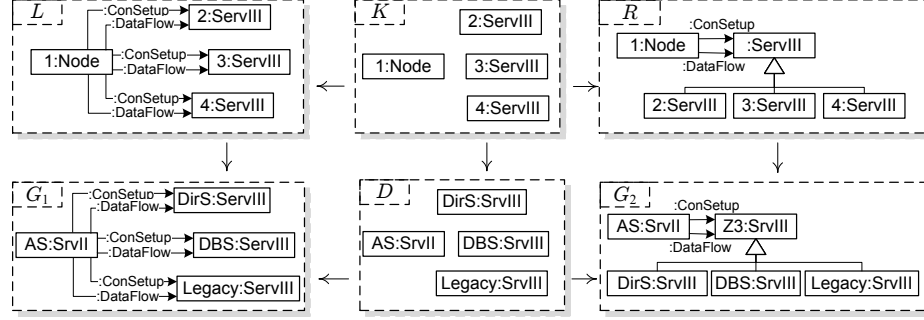 L
:ConSetup
:DataFlow
2:ServIII
1:Node
:ConSetup
:DataFlow
3:ServIII
:ConSetup
:DataFlow
4:ServIII
K
2:ServIII
1:Node
3:ServIII
4:ServIII
R
:ConSetup
1:Node
:ServIII
:DataFlow
2:ServIII
3:ServIII
4:ServIII
G1
:ConSetup
:DataFlow
DirS:ServIII
AS:SrvII
:ConSetup
:DataFlow
DBS:ServIII
:ConSetup
:DataFlow
Legacy:ServIII
D
DirS:SrvIII
AS:SrvII
DBS:SrvIII
Legacy:SrvIII
G2
:ConSetup
AS:SrvII
Z3:SrvIII
:DataFlow
DirS:SrvIII
DBS:SrvIII
Legacy:SrvIII